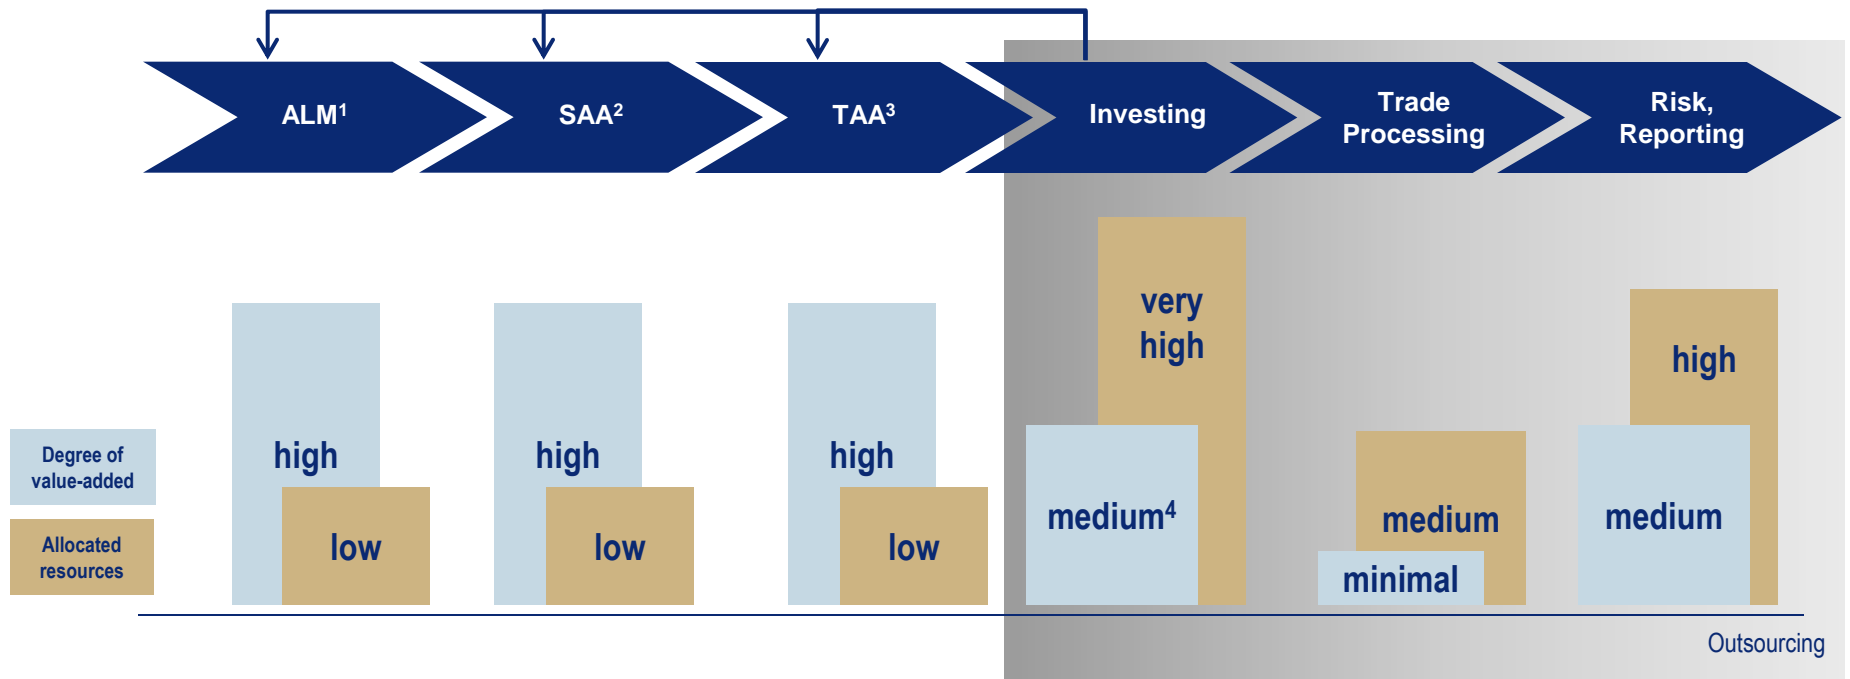 ALM¹
SAA²
TAA³
Investing
Trade
Processing
Risk,
Reporting
very
high
high
high
high
high
Degree of
value-added
medium⁴
medium
medium
low
low
low
minimal
Allocated
resources
Outsourcing